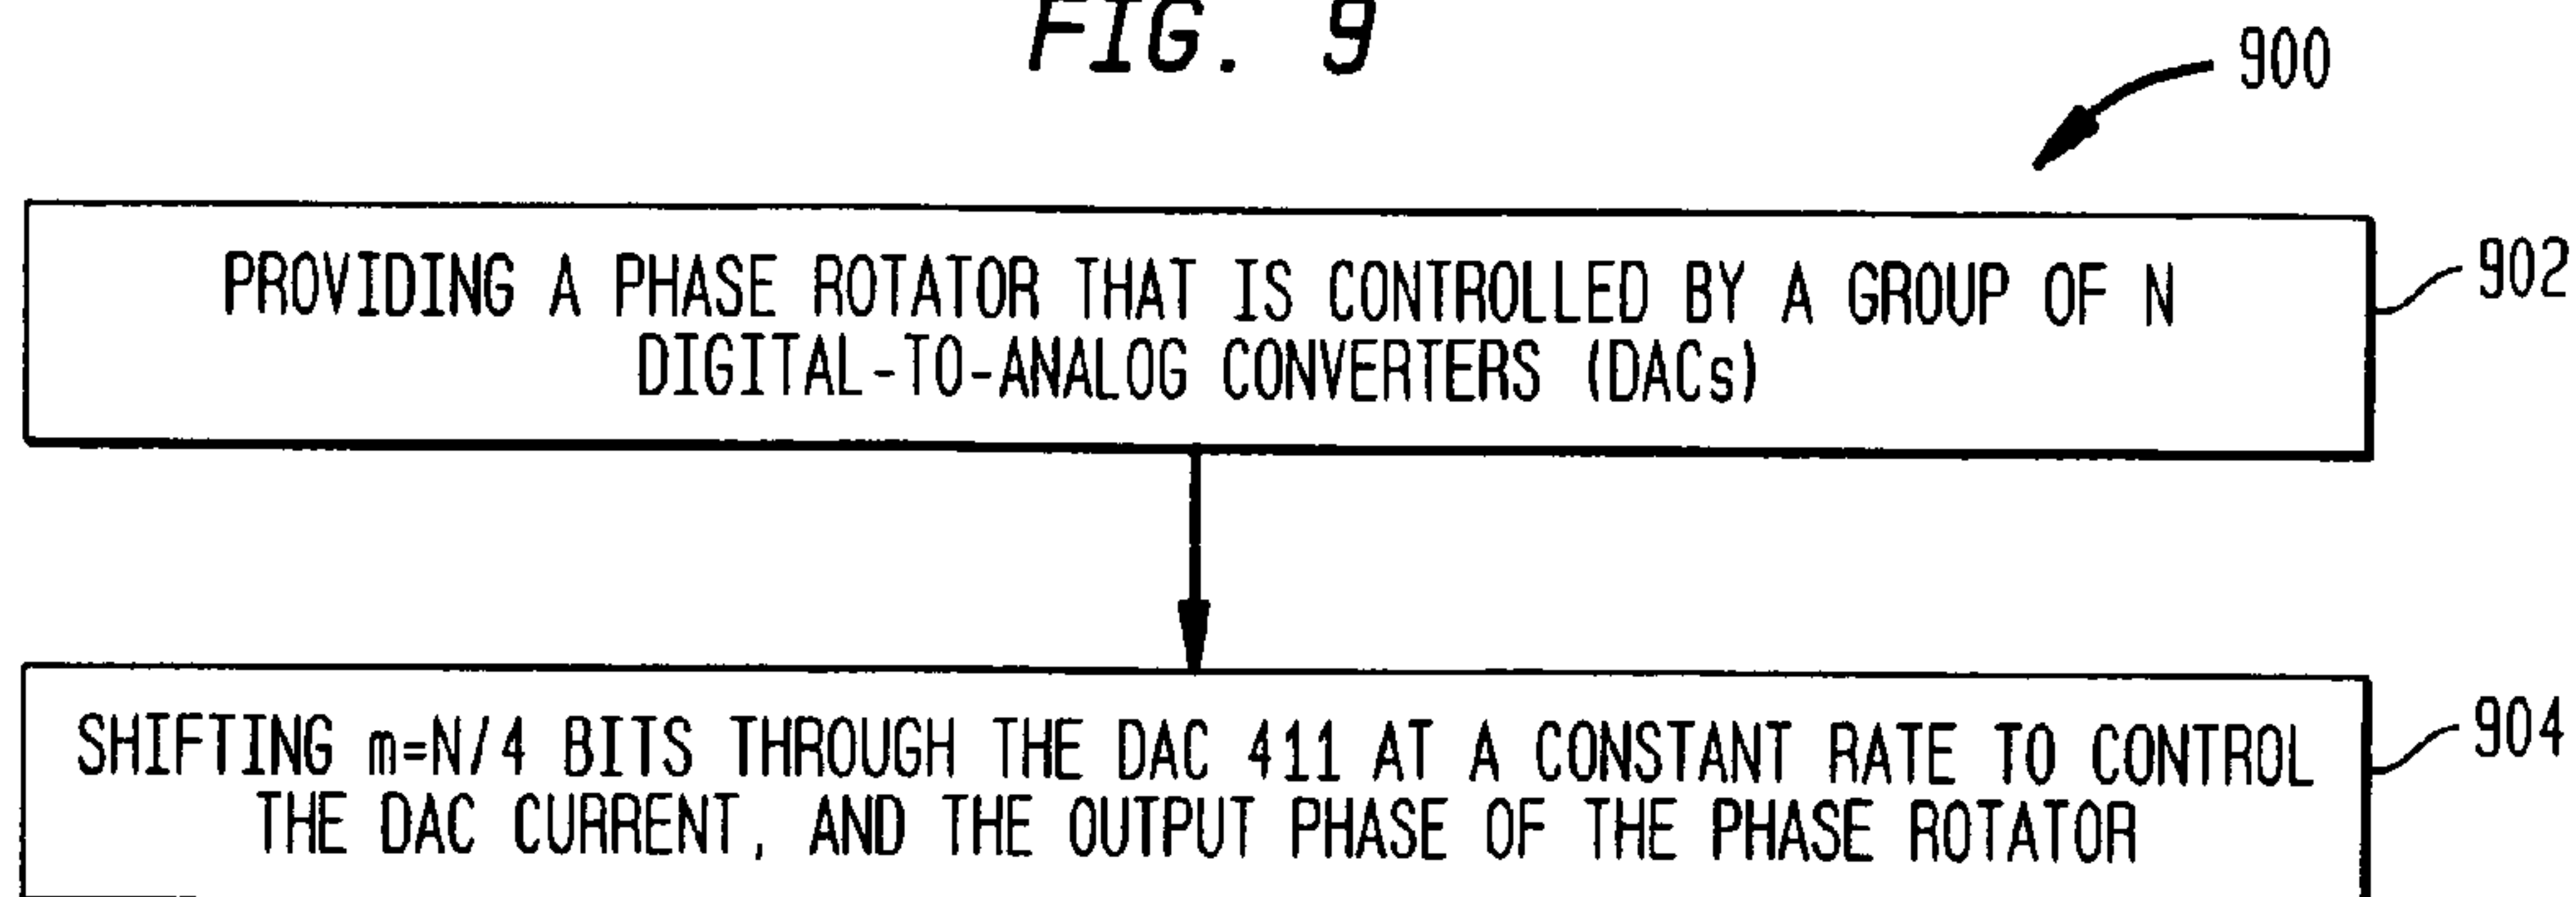 FIG. 9
900
PROVIDING A PHASE ROTATOR THAT IS CONTROLLED BY A GROUP OF N
DIGITAL-TO-ANALOG CONVERTERS (DACs)
902
SHIFTING m=N/4 BITS THROUGH THE DAC 411 AT A CONSTANT RATE TO CONTROL
THE DAC CURRENT, AND THE OUTPUT PHASE OF THE PHASE ROTATOR
904